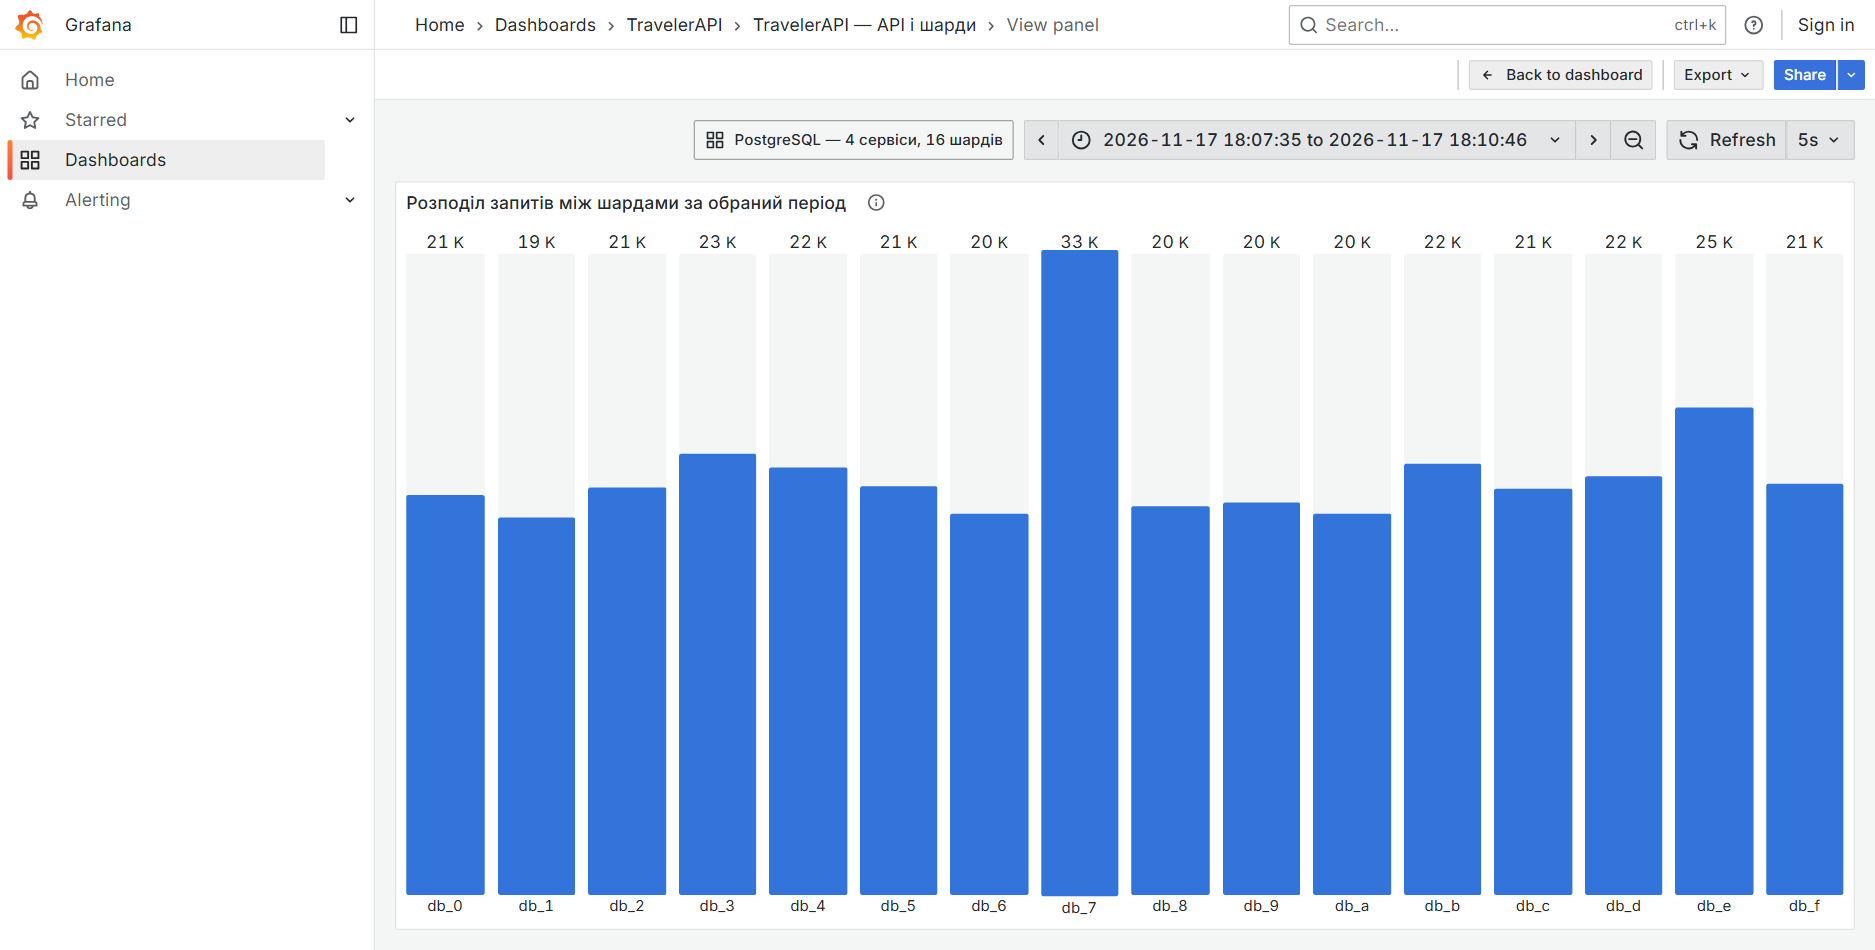 Grafana
Home › Dashboards › TravelerAPI › TravelerAPI — API і шарди › View panel
Search... ctrl+k
Sign in
Home
Starred
Dashboards
Alerting
Back to dashboard
Export
Share
PostgreSQL — 4 сервіси, 16 шардів
2026-11-17 18:07:35 to 2026-11-17 18:10:46
Refresh
5s
Розподіл запитів між шардами за обраний період
21 K 19 K 21 K 23 K 22 K 21 K 20 K 33 K 20 K 20 K 20 K 22 K 21 K 22 K 25 K 21 K
db_0 db_1 db_2 db_3 db_4 db_5 db_6 db_7 db_8 db_9 db_a db_b db_c db_d db_e db_f